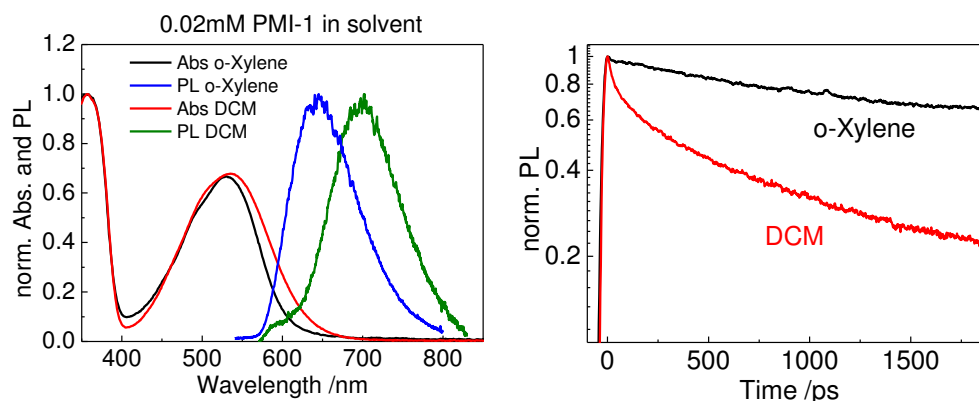 0.02mM PMI-1 in solvent
norm. Abs. and PL
1.2
1.0
0.8
0.6
0.4
0.2
0.0
Abs o-Xylene
PL o-Xylene
Abs DCM
PL DCM
400 500 600 700 800
Wavelength /nm
norm. PL
1
0.8
0.6
0.4
0.2
o-Xylene
DCM
0 500 1000 1500
Time /ps